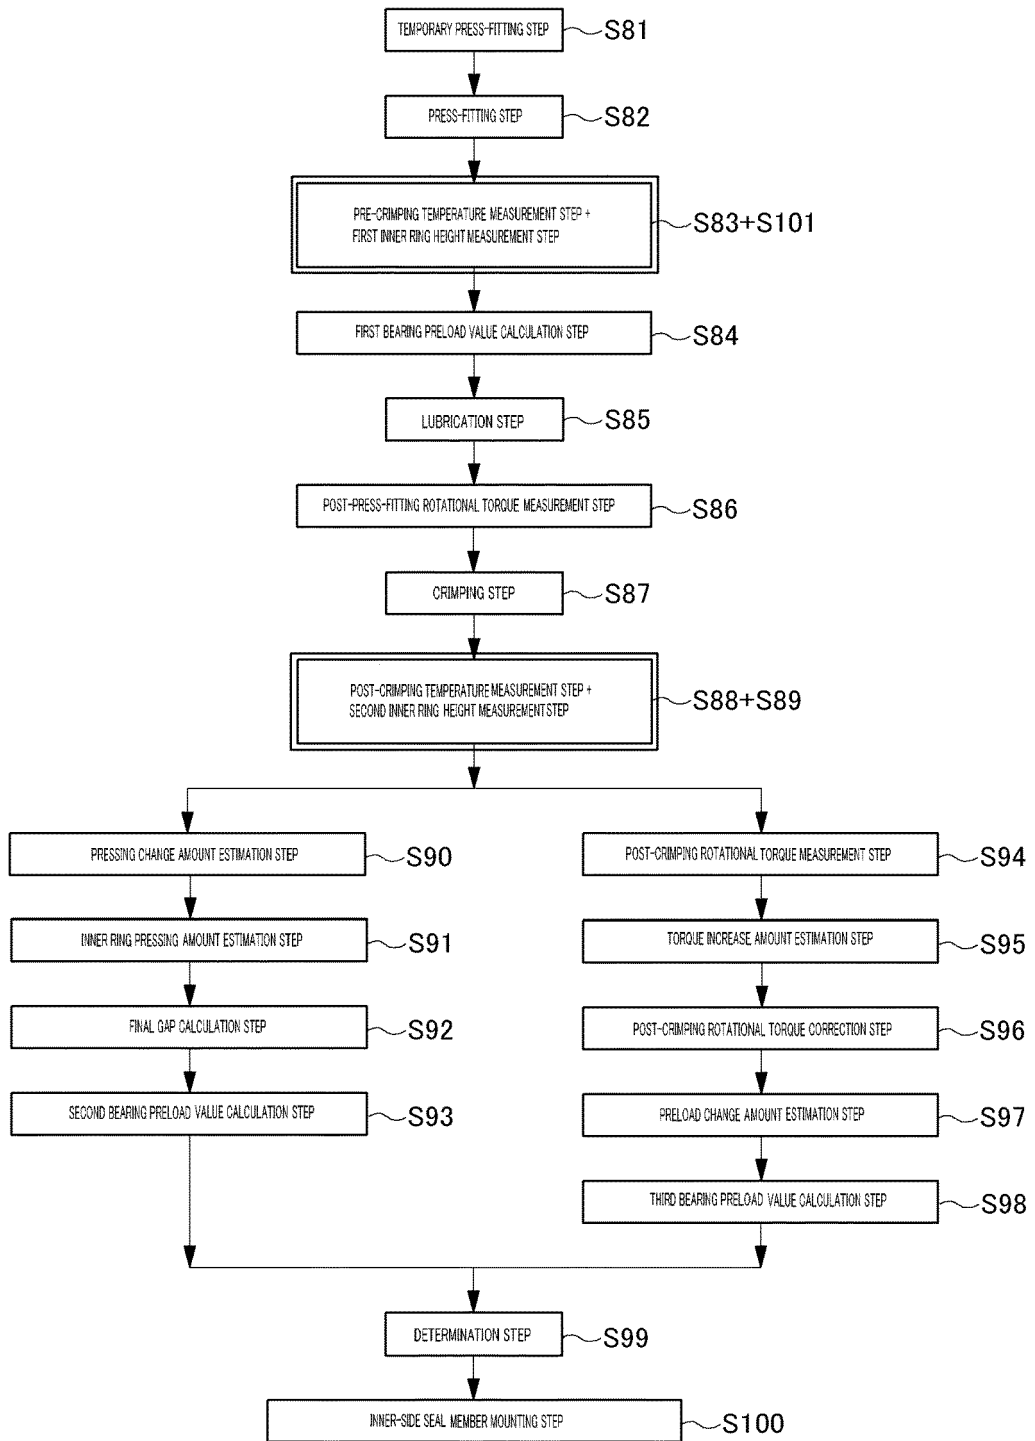 TEMPORARY PRESS-FITTING STEP
S81
PRESS-FITTING STEP
S82
PRE-CRIMPING TEMPERATURE MEASUREMENT STEP +
FIRST INNER RING HEIGHT MEASUREMENT STEP
S83+S101
FIRST BEARING PRELOAD VALUE CALCULATION STEP
S84
LUBRICATION STEP
S85
POST-PRESS-FITTING ROTATIONAL TORQUE MEASUREMENT STEP
S86
CRIMPING STEP
S87
POST-CRIMPING TEMPERATURE MEASUREMENT STEP +
SECOND INNER RING HEIGHT MEASUREMENT STEP
S88+S89
PRESSING CHANGE AMOUNT ESTIMATION STEP
S90
INNER RING PRESSING AMOUNT ESTIMATION STEP
S91
FINAL GAP CALCULATION STEP
S92
SECOND BEARING PRELOAD VALUE CALCULATION STEP
S93
POST-CRIMPING ROTATIONAL TORQUE MEASUREMENT STEP
S94
TORQUE INCREASE AMOUNT ESTIMATION STEP
S95
POST-CRIMPING ROTATIONAL TORQUE CORRECTION STEP
S96
PRELOAD CHANGE AMOUNT ESTIMATION STEP
S97
THIRD BEARING PRELOAD VALUE CALCULATION STEP
S98
DETERMINATION STEP
S99
INNER-SIDE SEAL MEMBER MOUNTING STEP
S100